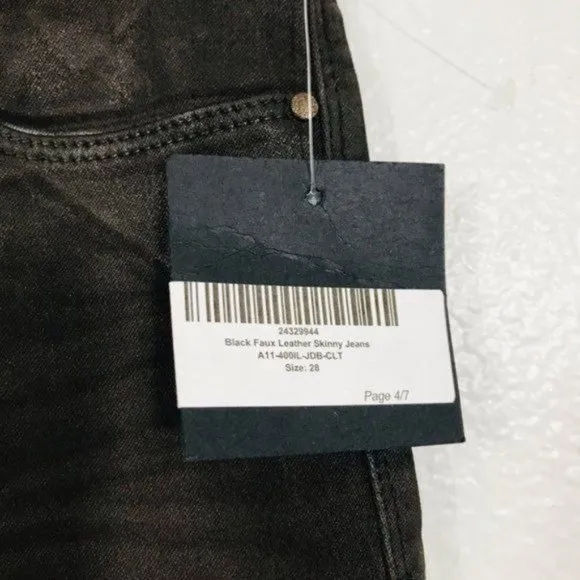 24329944
Black Faux Leather Skinny Jeans
A11-400IL-JDB-CLT
Size: 28
Page 4/7